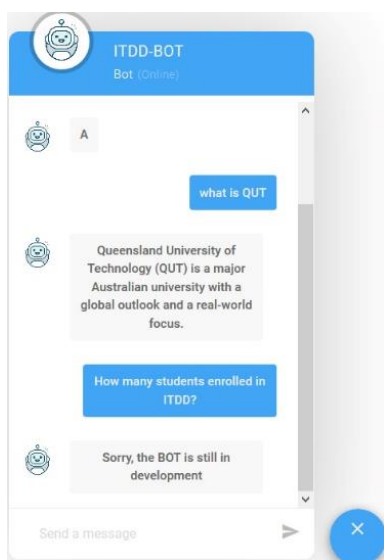 ITDD-BOT
Bot (Online)
A
what is QUT
Queensland University of
Technology (QUT) is a major
Australian university with a
global outlook and a real-world
focus.
How many students enrolled in
ITDD?
Sorry, the BOT is still in
development
Send a message